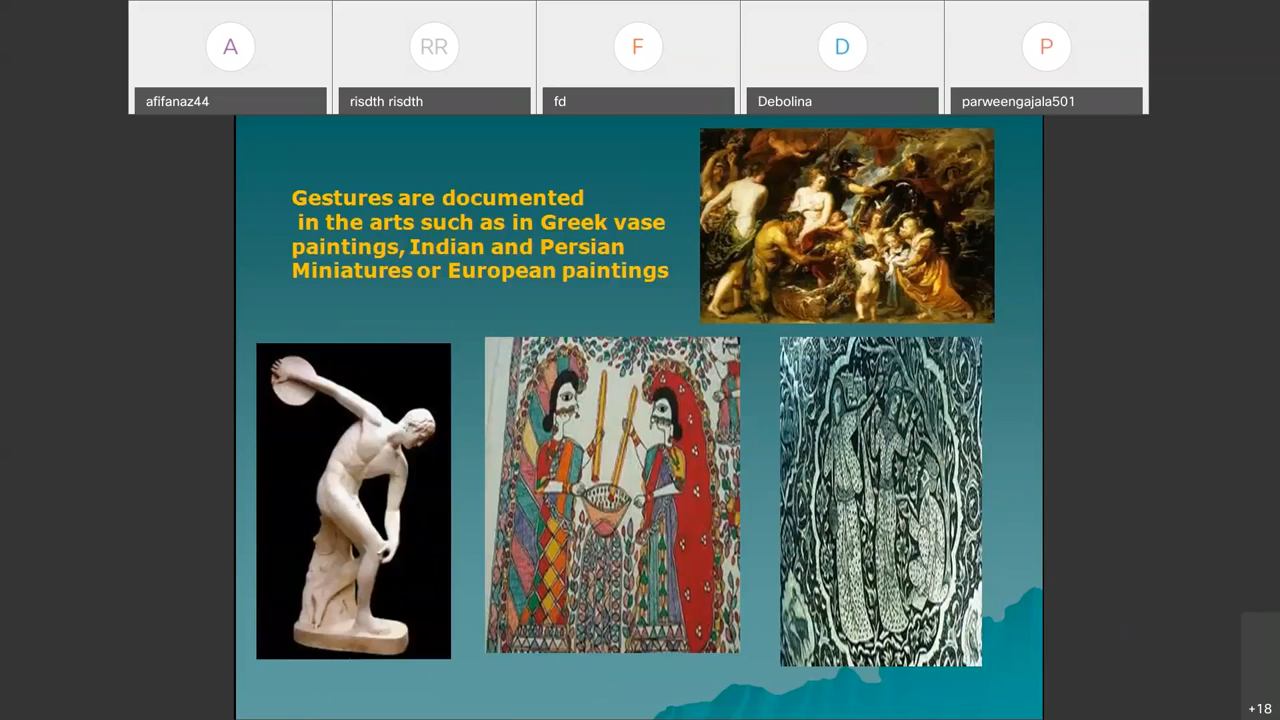 A
RR
F
D
P
afifanaz44
risdth risdth
fd
Debolina
parweengajala501
Gestures are documented
in the arts such as in Greek vase
paintings, Indian and Persian
Miniatures or European paintings
+18